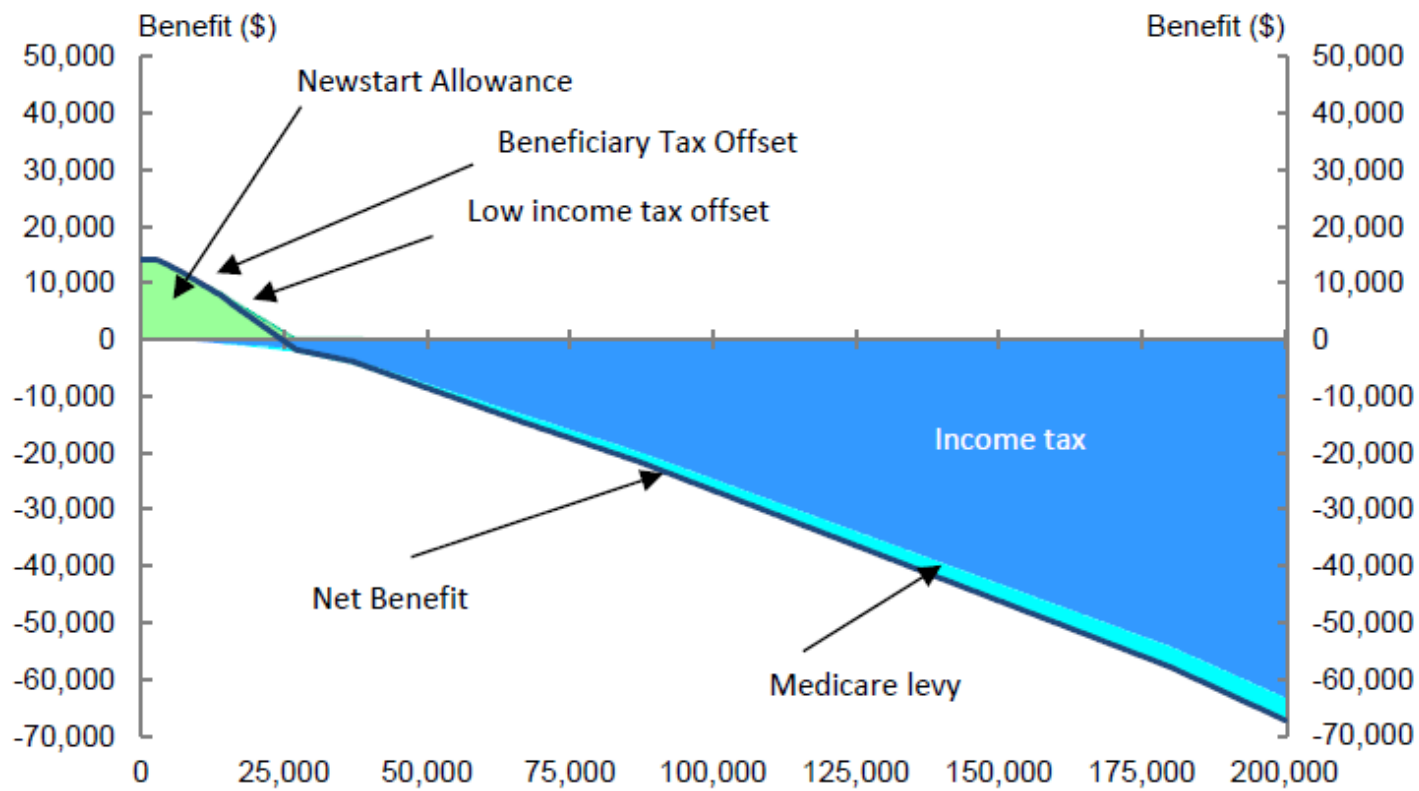 Benefit ($) Benefit ($)
50,000 50,000
Newstart Allowance
40,000 40,000
Beneficiary Tax Offset
30,000 30,000
Low income tax offset
20,000 20,000
10,000 10,000
0 0
-10,000 -10,000
Income tax
-20,000 -20,000
-30,000 -30,000
-40,000 -40,000
Net Benefit
-50,000 -50,000
Medicare levy
-60,000 -60,000
-70,000 -70,000
0 25,000 50,000 75,000 100,000 125,000 150,000 175,000 200,000